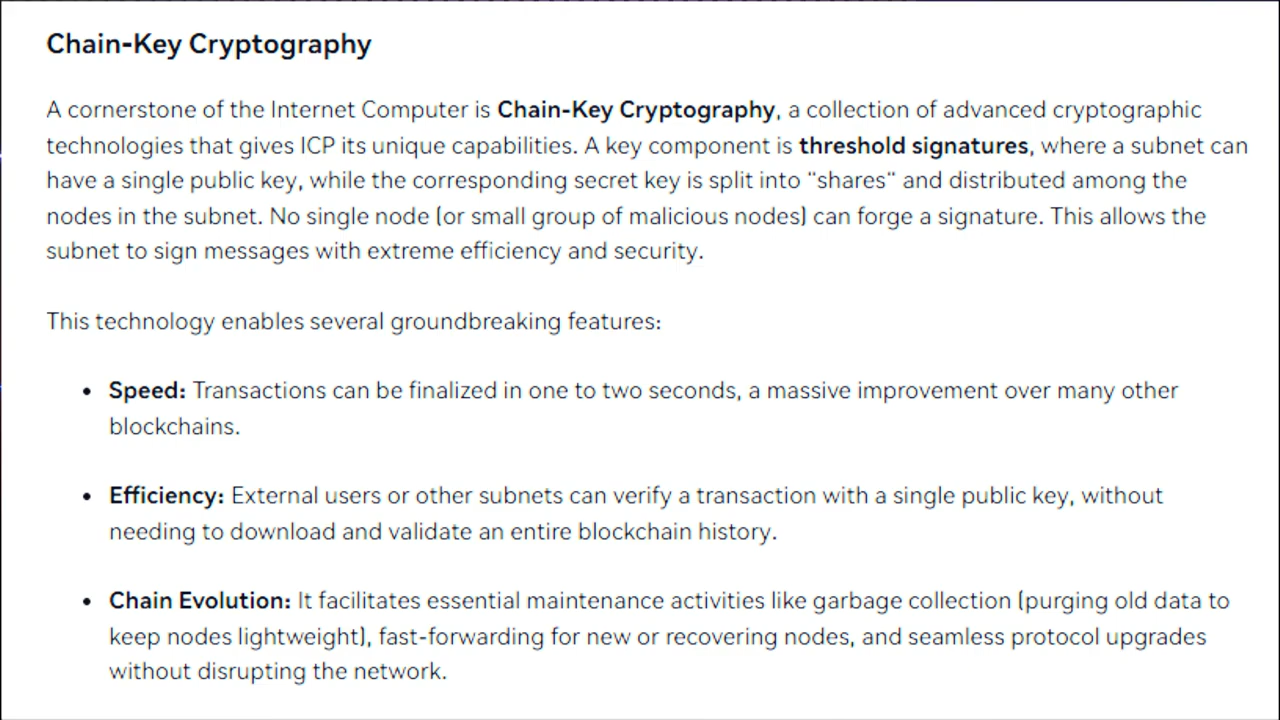 Chain-Key Cryptography
A cornerstone of the Internet Computer is Chain-Key Cryptography, a collection of advanced cryptographic
technologies that gives ICP its unique capabilities. A key component is threshold signatures, where a subnet can
have a single public key, while the corresponding secret key is split into "shares" and distributed among the
nodes in the subnet. No single node (or small group of malicious nodes) can forge a signature. This allows the
subnet to sign messages with extreme efficiency and security.
This technology enables several groundbreaking features:
• Speed: Transactions can be finalized in one to two seconds, a massive improvement over many other
blockchains.
• Efficiency: External users or other subnets can verify a transaction with a single public key, without
needing to download and validate an entire blockchain history.
• Chain Evolution: It facilitates essential maintenance activities like garbage collection (purging old data to
keep nodes lightweight), fast-forwarding for new or recovering nodes, and seamless protocol upgrades
without disrupting the network.